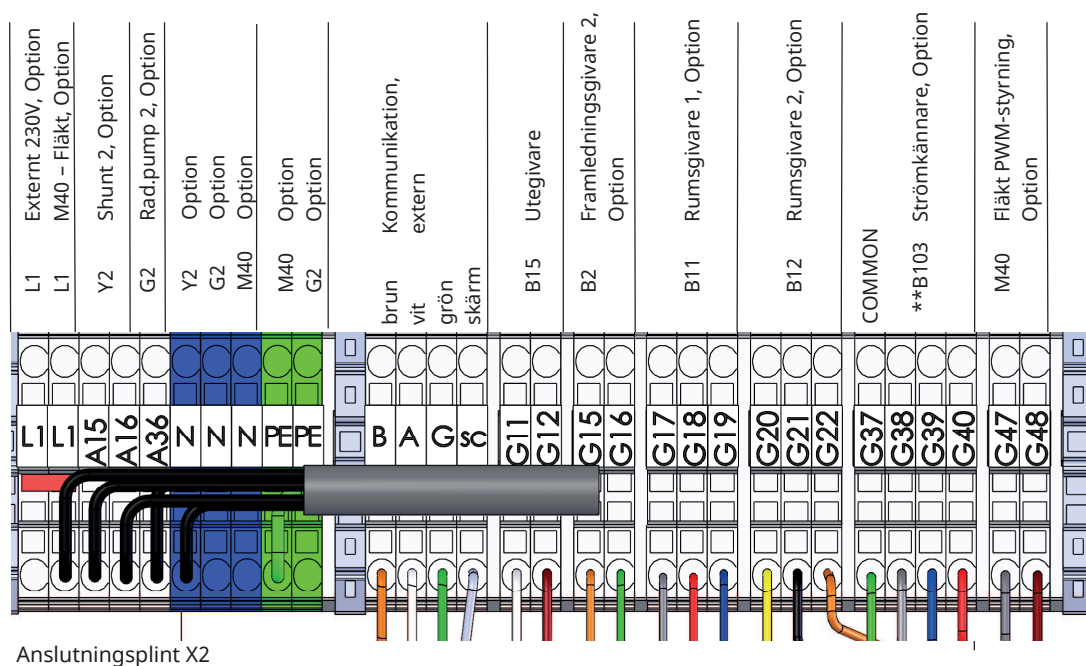 L1 Externt 230V, Option
L1 M40 – Fläkt, Option
Y2 Shunt 2, Option
G2 Rad.pump 2, Option
Y2 Option
G2 Option
M40 Option
M40 Option
G2 Option
brun Kommunikation,
vit extern
grön
skärm
B15 Utegivare
B2 Framledningsgivare 2,
Option
B11 Rumsgivare 1, Option
B12 Rumsgivare 2, Option
COMMON
**B103 Strömkännare, Option
M40 Fläkt PWM-styrning,
Option
L1 L1 A15 A16 A36 N N N PE PE B A G SC G11 G12 G15 G16 G17 G18 G19 G20 G21 G22 G37 G38 G39 G40 G47 G48
Anslutningsplint X2